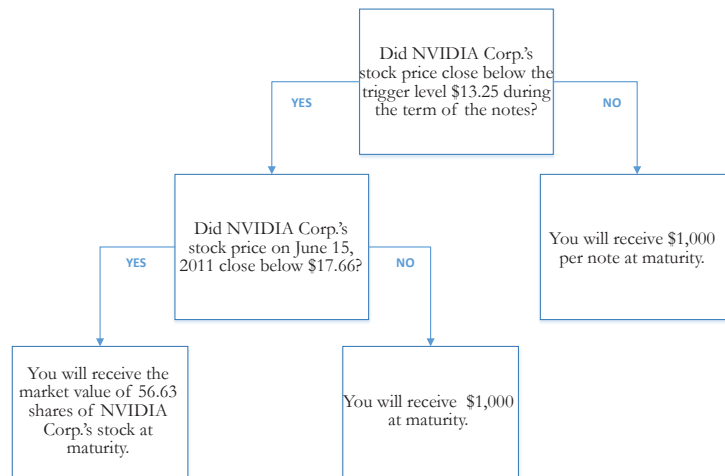 Did NVIDIA Corp.'s
stock price close below the
trigger level $13.25 during
the term of the notes?
YES
NO
Did NVIDIA Corp.'s
stock price on June 15,
2011 close below $17.66?
You will receive $1,000
per note at maturity.
YES
NO
You will receive the
market value of 56.63
shares of NVIDIA
Corp.'s stock at
maturity.
You will receive $1,000
at maturity.